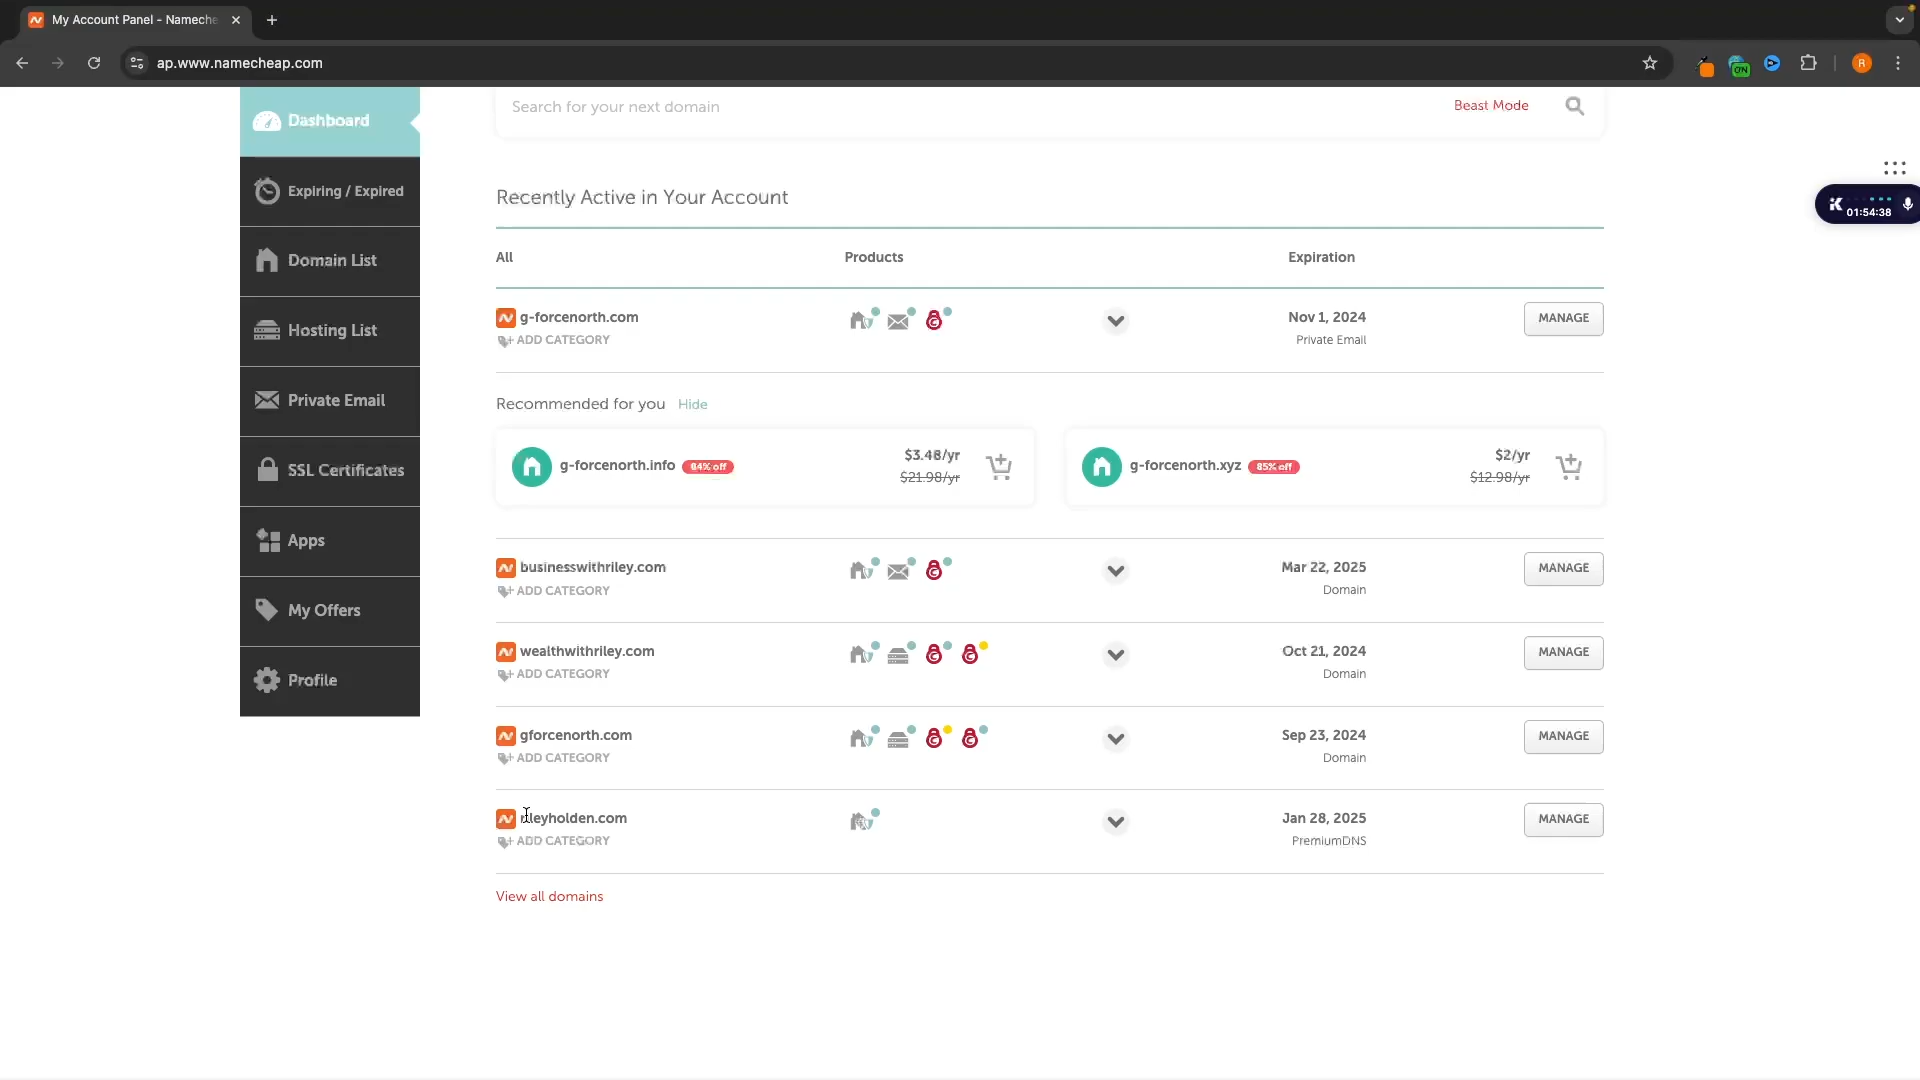 My Account Panel - Nameche
ap.www.namecheap.com
ON
R
Dashboard
Search for your next domain
Beast Mode
Expiring / Expired
Recently Active in Your Account
01:54:38
Domain List
All
Products
Expiration
Hosting List
g-forcenorth.com
Nov 1, 2024
MANAGE
ADD CATEGORY
Private Email
Private Email
Recommended for you
Hide
SSL Certificates
g-forcenorth.info
84% off
$3.48/yr
$21.98/yr
g-forcenorth.xyz
85% off
$2/yr
$12.98/yr
Apps
businesswithriley.com
Mar 22, 2025
MANAGE
ADD CATEGORY
Domain
My Offers
wealthwithriley.com
Oct 21, 2024
MANAGE
ADD CATEGORY
Domain
Profile
gforcenorth.com
Sep 23, 2024
MANAGE
ADD CATEGORY
Domain
rileyholden.com
Jan 28, 2025
MANAGE
ADD CATEGORY
PremiumDNS
View all domains